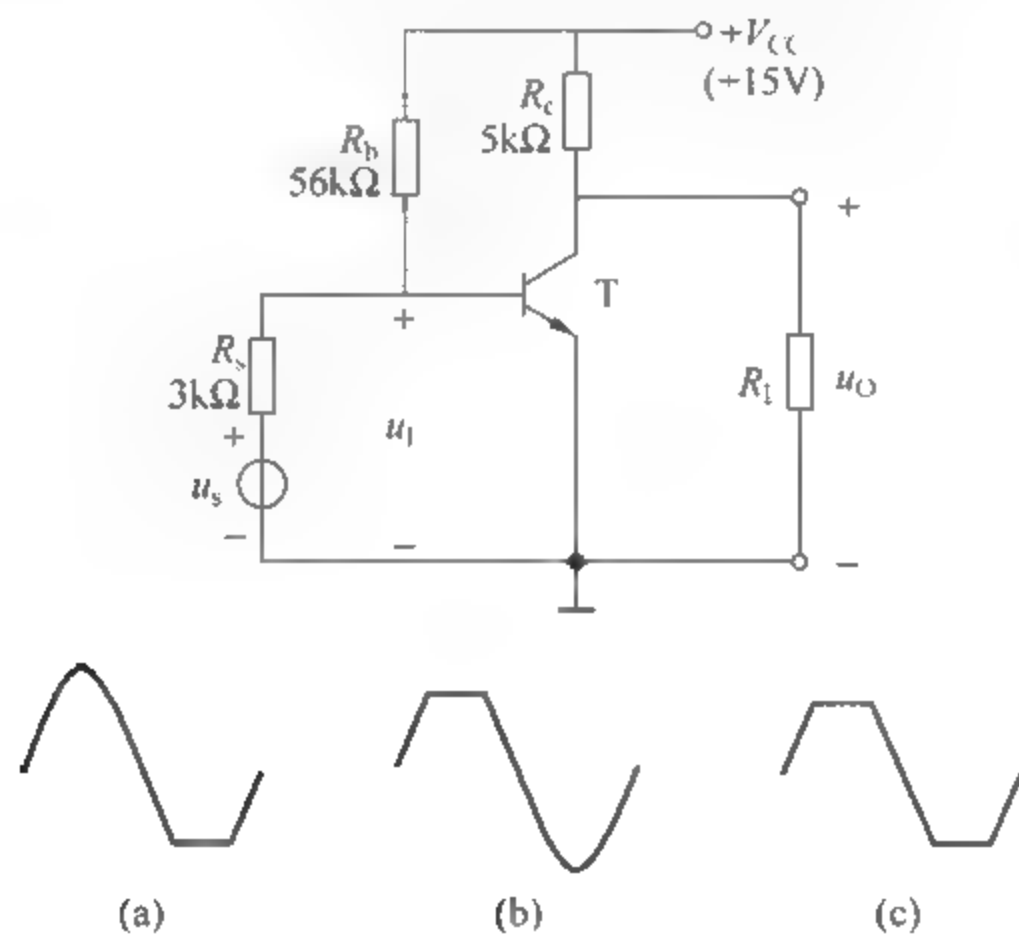 +V_CC
(+15V)
R_c
5kΩ
R_b
56kΩ
T
+
+
R_s
3kΩ
+
u_s
−
u_I
−
R_L
u_O
−
(a) (b) (c)